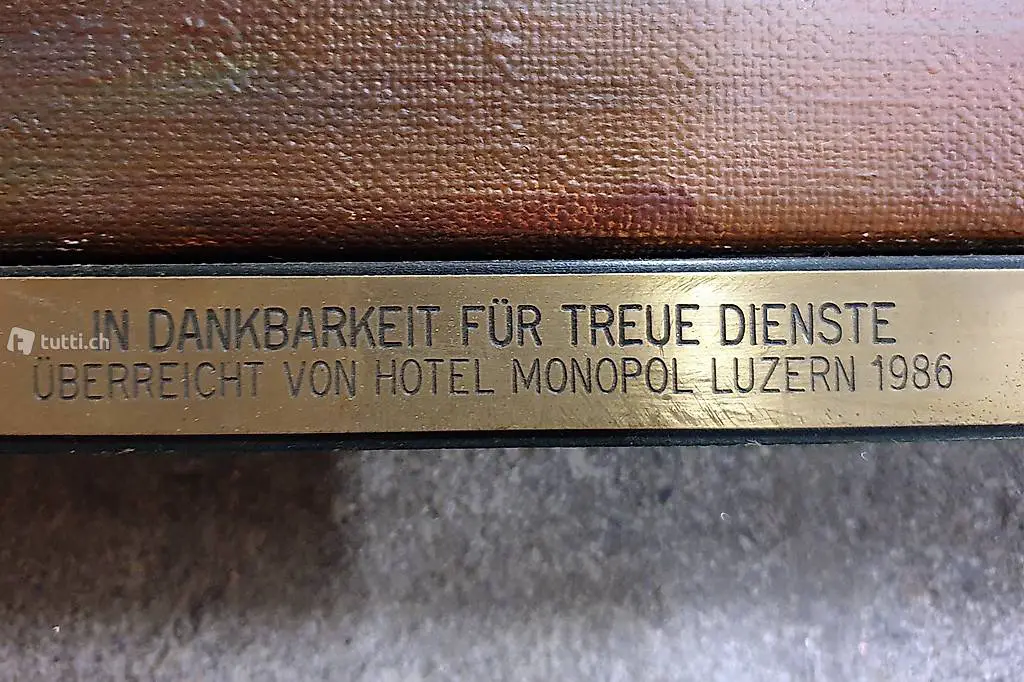 IN DANKBARKEIT FÜR TREUE DIENSTE
tutti.ch
ÜBERREICHT VON HOTEL MONOPOL LUZERN 1986